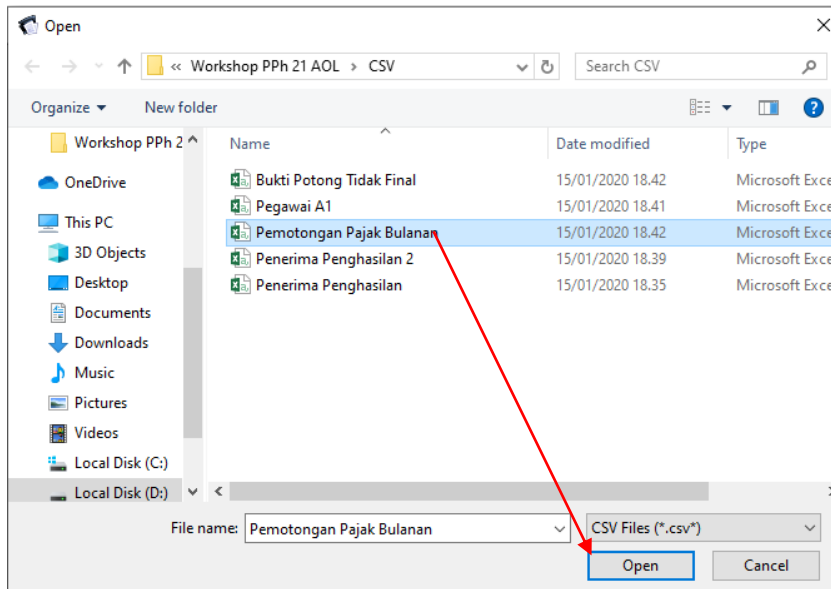 Open
« Workshop PPh 21 AOL > CSV
Search CSV
Organize
New folder
Name
Date modified
Type
Workshop PPh 2
OneDrive
This PC
3D Objects
Desktop
Documents
Downloads
Music
Pictures
Videos
Local Disk (C:)
Local Disk (D:)
Bukti Potong Tidak Final 15/01/2020 18.42 Microsoft Exce
Pegawai A1 15/01/2020 18.41 Microsoft Exce
Pemotongan Pajak Bulanan 15/01/2020 18.42 Microsoft Exce
Penerima Penghasilan 2 15/01/2020 18.39 Microsoft Exce
Penerima Penghasilan 15/01/2020 18.35 Microsoft Exce
File name: Pemotongan Pajak Bulanan
CSV Files (*.csv*)
Open
Cancel